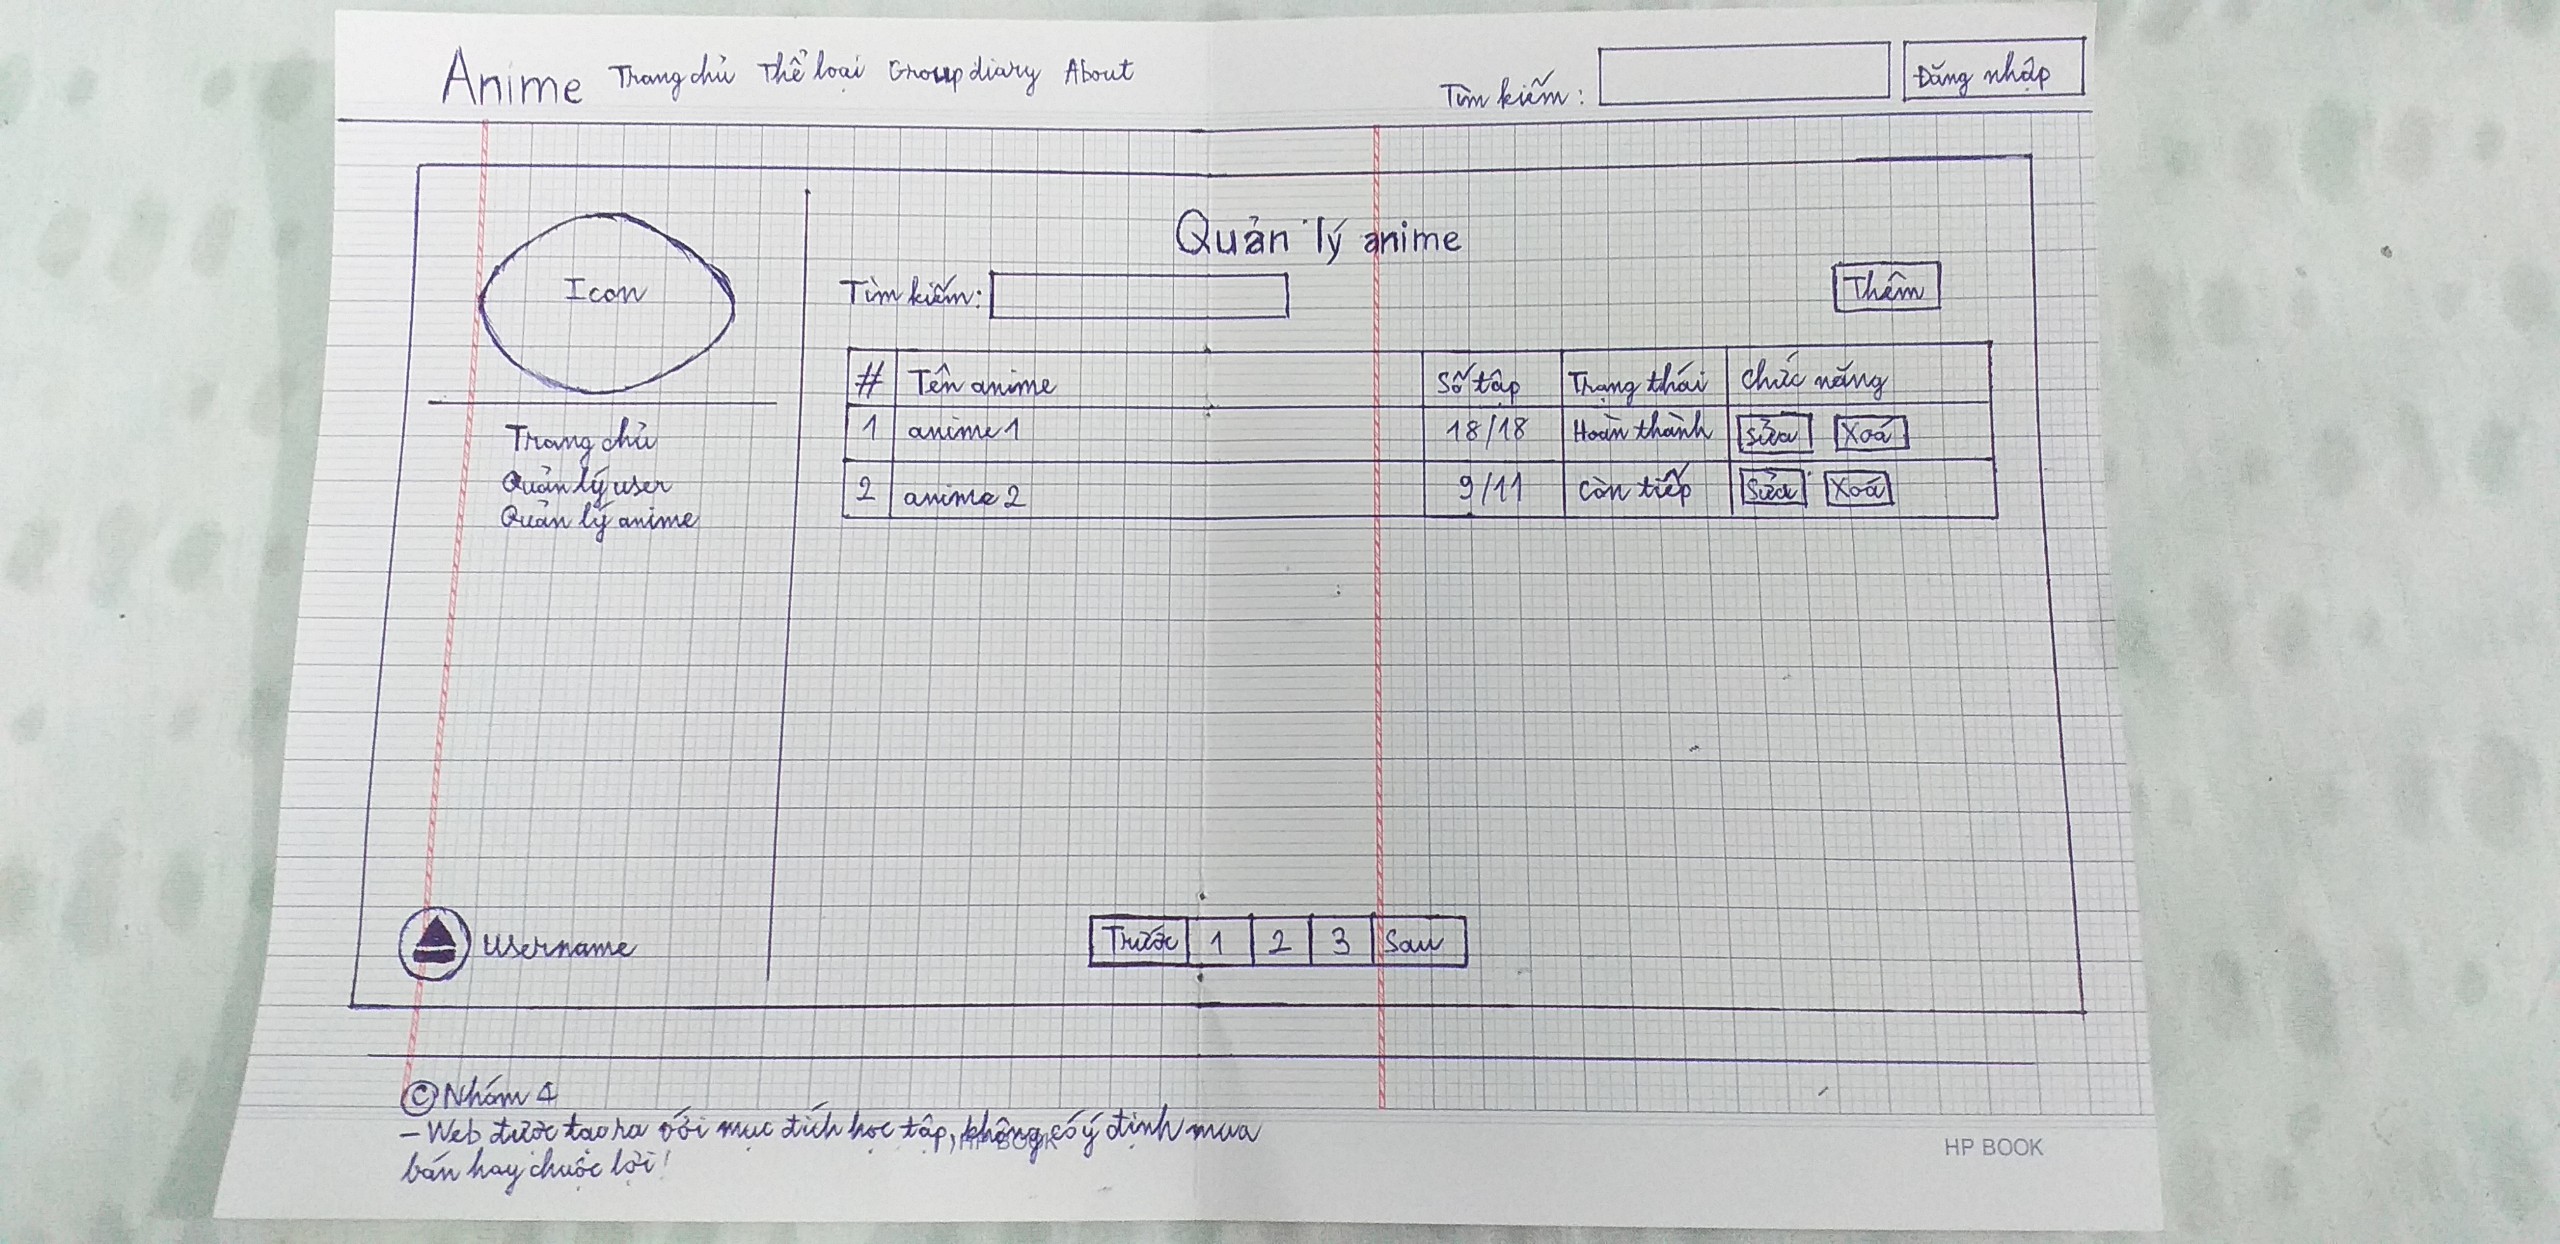 Anime Trang chủ Thể loại Group diary About Tìm kiếm: Đăng nhập
Icon
Trang chủ
Quản lý user
Quản lý anime
Username
Quản lý anime
Tìm kiếm: Thêm
# Tên anime Số tập Trạng thái chức năng
1 anime 1 18/18 Hoàn thành Sửa Xoá
2 anime 2 9/11 còn tiếp Sửa Xoá
Trước 1 2 3 Sau
© Nhóm 4
- Web được tạo ra với mục đích học tập, không có ý định mua
bán hay chuộc lợi!
HP BOOK
HP BOOK